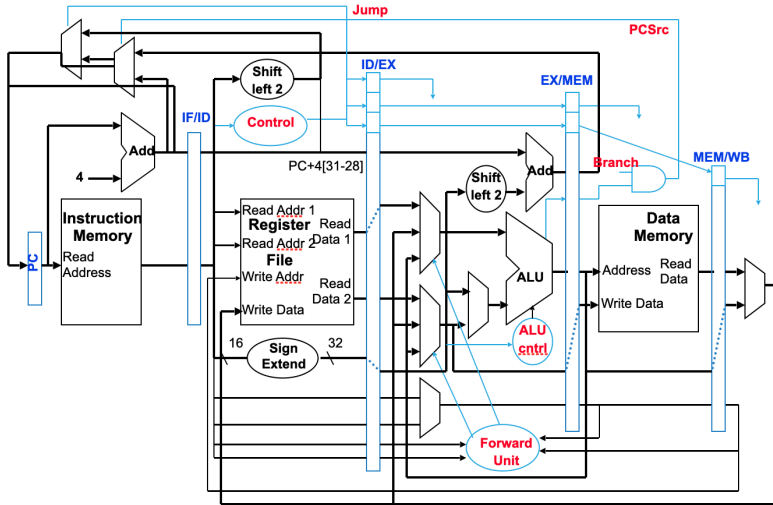 Jump
PCSrc
ID/EX
EX/MEM
Shift
left 2
IF/ID
Control
Add
MEM/WB
PC+4[31-28]
Branch
Add
4
Shift
left 2
Instruction
Memory
Read Addr 1
Register
Read
Data 1
Data
Memory
Read Addr 2
File
PC
Read
Address
ALU
Address
Read
Data
Write Addr
Read
Data 2
Write Data
Write Data
ALU
cntrl
16
Sign
Extend
32
Forward
Unit